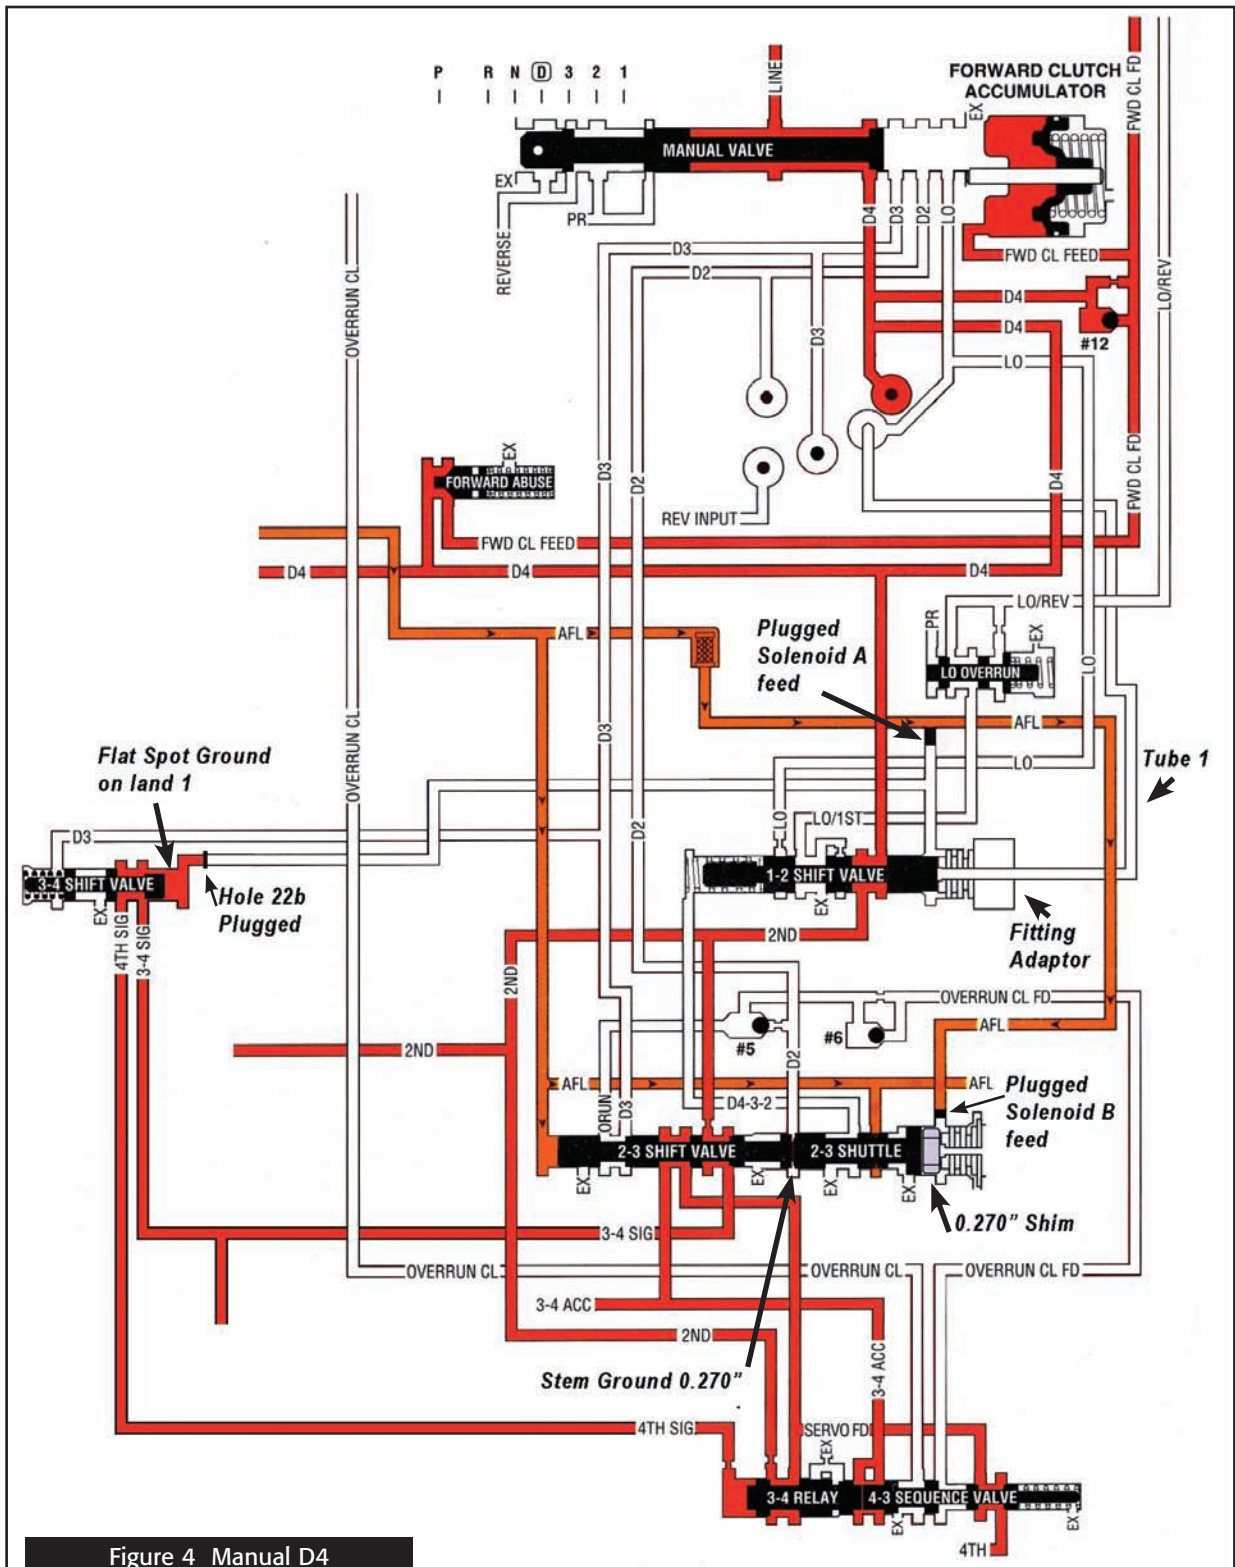 P R N D 3 2 1
LINE
FORWARD CLUTCH
ACCUMULATOR
FWD CL FD
EX
MANUAL VALVE
EX
REVERSE
PR
D4
D3
D2
LO
FWD CL FEED
LO/REV
D3
D2
D4
D4
#12
OVERRUN CL
D3
LO
EX
FORWARD ABUSE
D3
D2
D4
FWD CL FD
REV INPUT
FWD CL FEED
D4
D4
D4
LO/REV
AFL
Plugged
Solenoid A
feed
PR
EX
LO OVERRUN
LO
AFL
D3
OVERRUN CL
Flat Spot Ground
on land 1
LO
Tube 1
D3
LO
LO/1ST
D2
3-4 SHIFT VALVE
EX
Hole 22b
Plugged
1-2 SHIFT VALVE
EX
Fitting
Adaptor
4TH SIG
3-4 SIG
2ND
2ND
OVERRUN CL FD
AFL
#5
#6
2ND
D2
AFL
AFL
ORUN
D3
D4-3-2
Plugged
Solenoid B
feed
2-3 SHIFT VALVE
2-3 SHUTTLE
EX
EX
EX
EX
0.270” Shim
3-4 SIG
OVERRUN CL
OVERRUN CL
OVERRUN CL FD
3-4 ACC
2ND
3-4 ACC
Stem Ground 0.270”
4TH SIG
SERVO FD
EX
3-4 RELAY
4-3 SEQUENCE VALVE
EX
EX
4TH
Figure 4 Manual D4